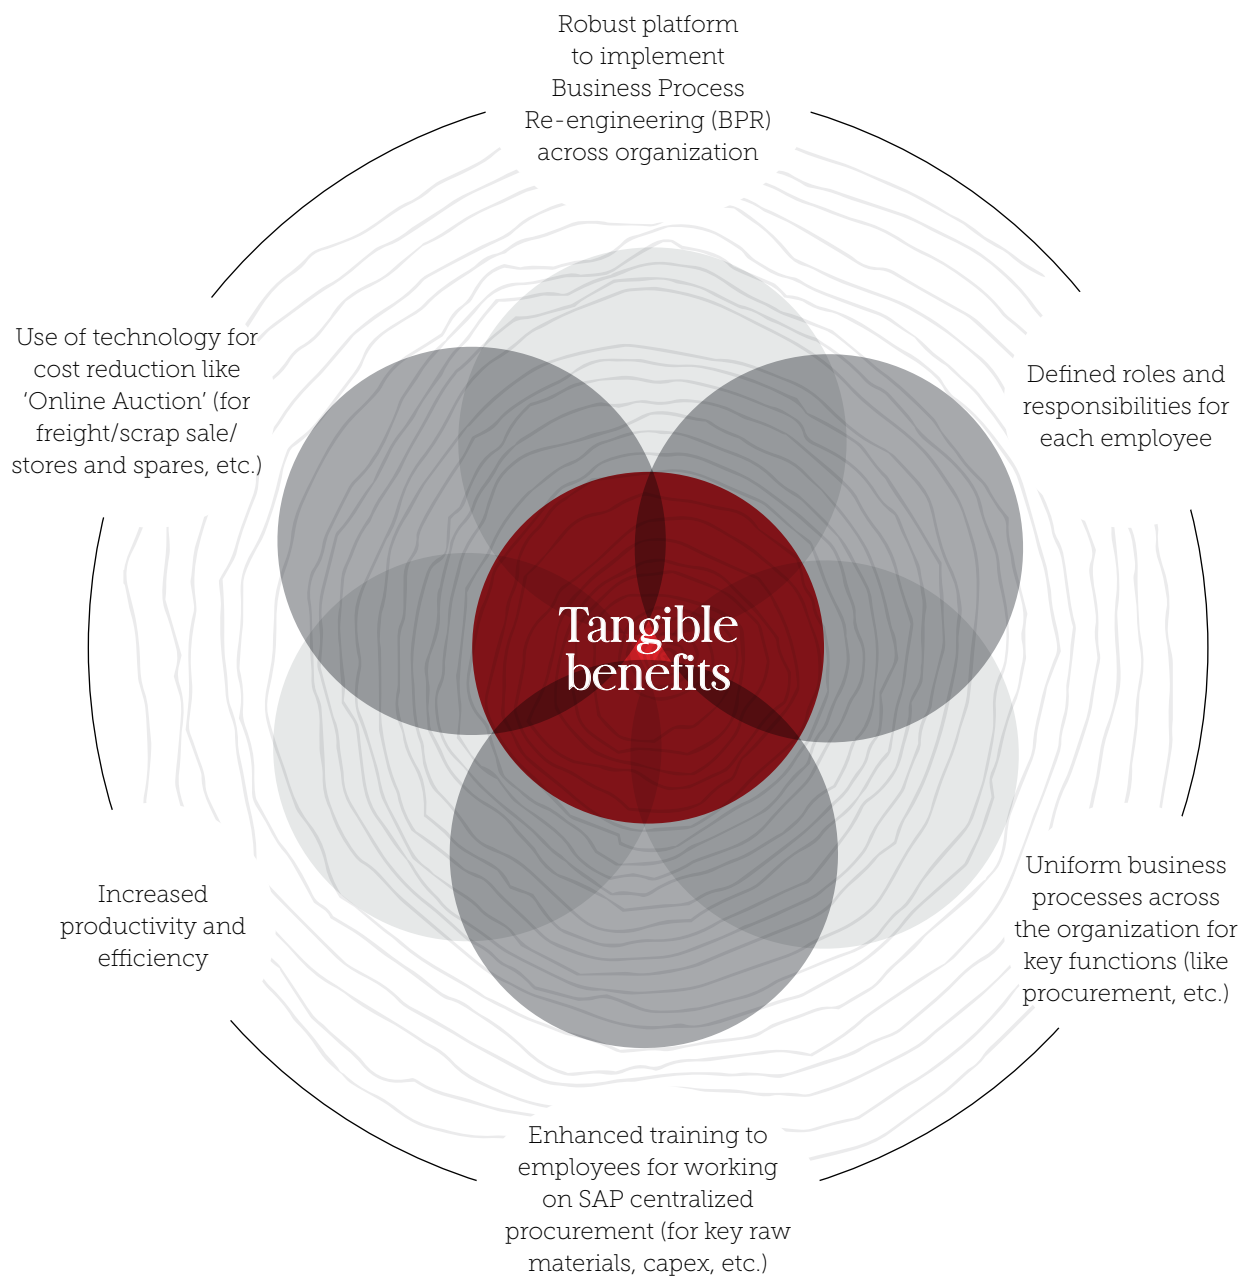 Robust platform
to implement
Business Process
Re-engineering (BPR)
across organization
Defined roles and
responsibilities for
each employee
Uniform business
processes across
the organization for
key functions (like
procurement, etc.)
Enhanced training to
employees for working
on SAP centralized
procurement (for key raw
materials, capex, etc.)
Increased
productivity and
efficiency
Use of technology for
cost reduction like
‘Online Auction’ (for
freight/scrap sale/
stores and spares, etc.)
Tangible
benefits